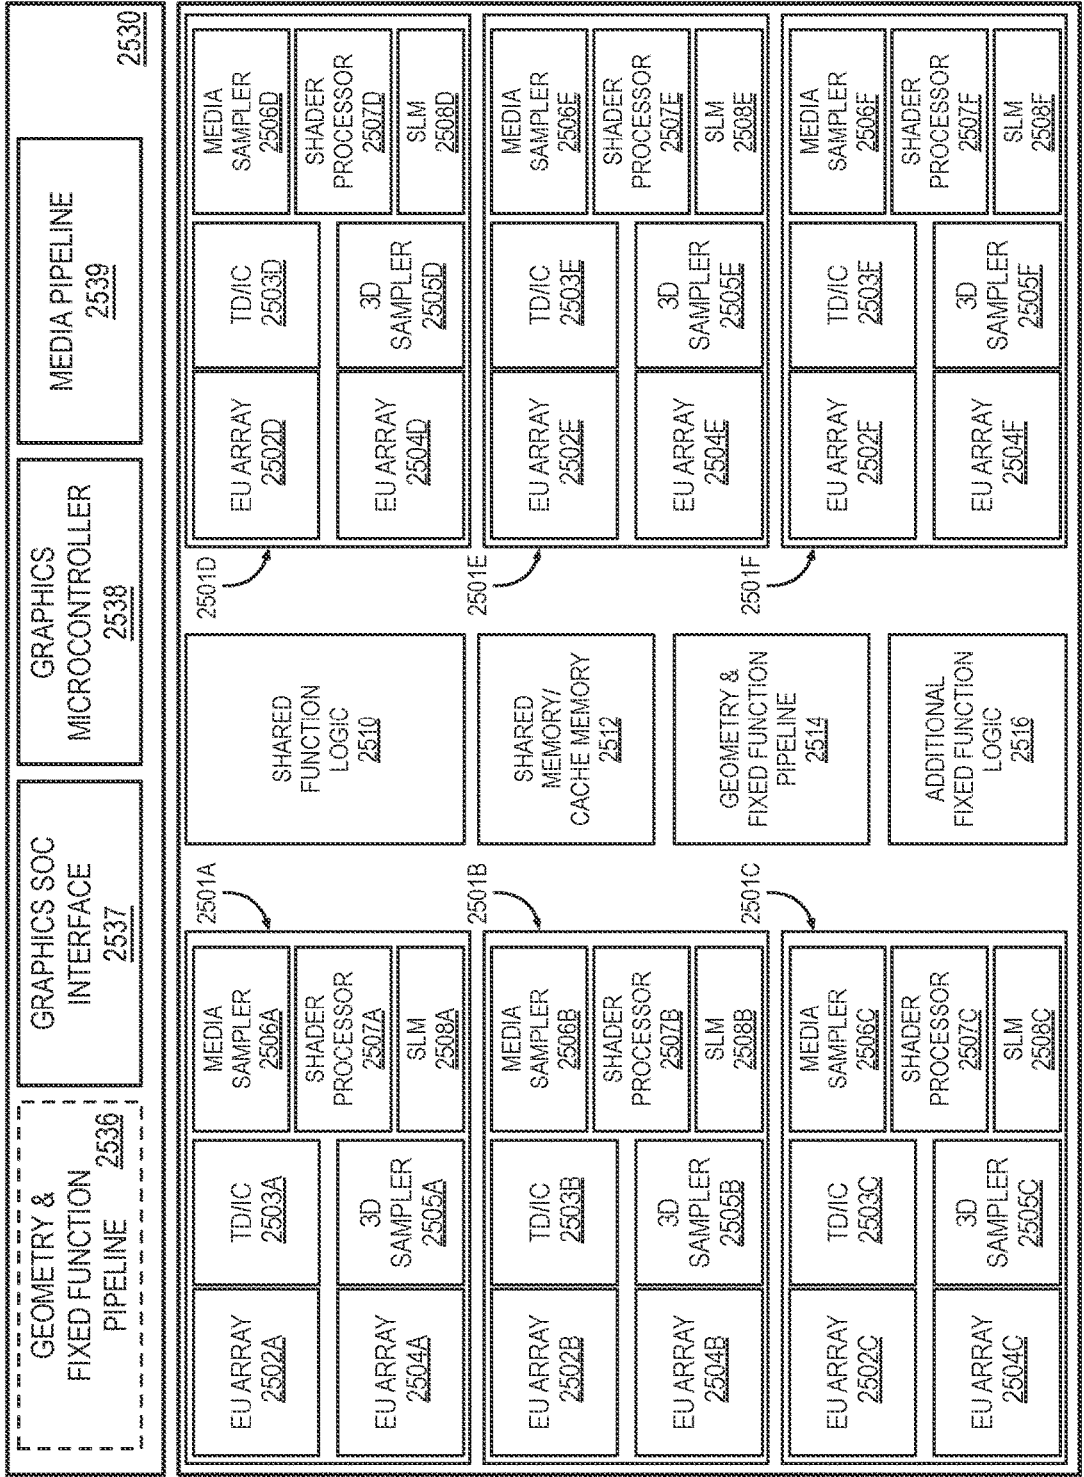 GEOMETRY &
FIXED FUNCTION
PIPELINE
2536
GRAPHICS SOC
INTERFACE
2537
GRAPHICS
MICROCONTROLLER
2538
MEDIA PIPELINE
2539
2530
EU ARRAY
2502A
TD/IC
2503A
MEDIA
SAMPLER
2506A
EU ARRAY
2504A
3D
SAMPLER
2505A
SHADER
PROCESSOR
2507A
SLM
2508A
2501A
SHARED
FUNCTION
LOGIC
2510
2501D
EU ARRAY
2502D
TD/IC
2503D
MEDIA
SAMPLER
2506D
EU ARRAY
2504D
3D
SAMPLER
2505D
SHADER
PROCESSOR
2507D
SLM
2508D
EU ARRAY
2502B
TD/IC
2503B
MEDIA
SAMPLER
2506B
EU ARRAY
2504B
3D
SAMPLER
2505B
SHADER
PROCESSOR
2507B
SLM
2508B
2501B
SHARED
MEMORY/
CACHE MEMORY
2512
2501E
EU ARRAY
2502E
TD/IC
2503E
MEDIA
SAMPLER
2506E
EU ARRAY
2504E
3D
SAMPLER
2505E
SHADER
PROCESSOR
2507E
SLM
2508E
GEOMETRY &
FIXED FUNCTION
PIPELINE
2514
EU ARRAY
2502C
TD/IC
2503C
MEDIA
SAMPLER
2506C
EU ARRAY
2504C
3D
SAMPLER
2505C
SHADER
PROCESSOR
2507C
SLM
2508C
2501C
ADDITIONAL
FIXED FUNCTION
LOGIC
2516
2501F
EU ARRAY
2502F
TD/IC
2503F
MEDIA
SAMPLER
2506F
EU ARRAY
2504F
3D
SAMPLER
2505F
SHADER
PROCESSOR
2507F
SLM
2508F